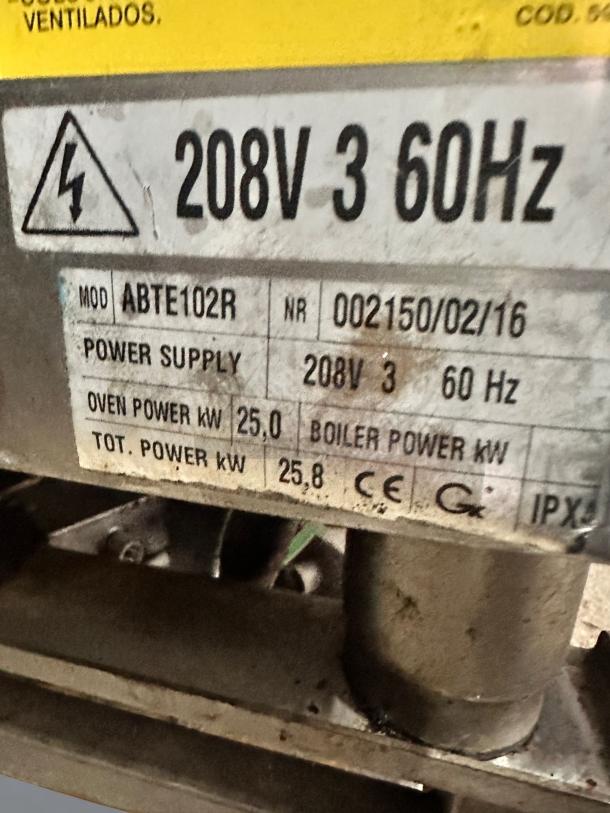 VENTILADOS.
COD.
208V 3 60Hz
MOD ABTE102R NR 002150/02/16
POWER SUPPLY 208V 3 60 Hz
OVEN POWER kW 25,0 BOILER POWER kW
TOT. POWER kW 25,8 CE IPX4